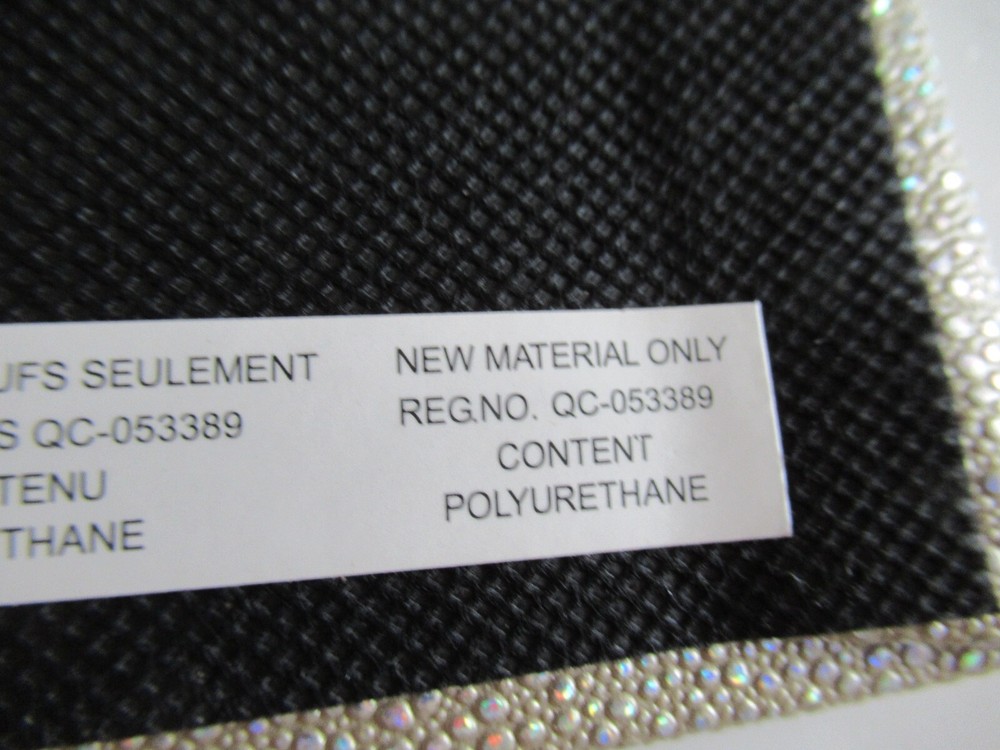 SEULEMENT
QC-053389
NEW MATERIAL ONLY
REG.NO. QC-053389
CONTENT
POLYURETHANE